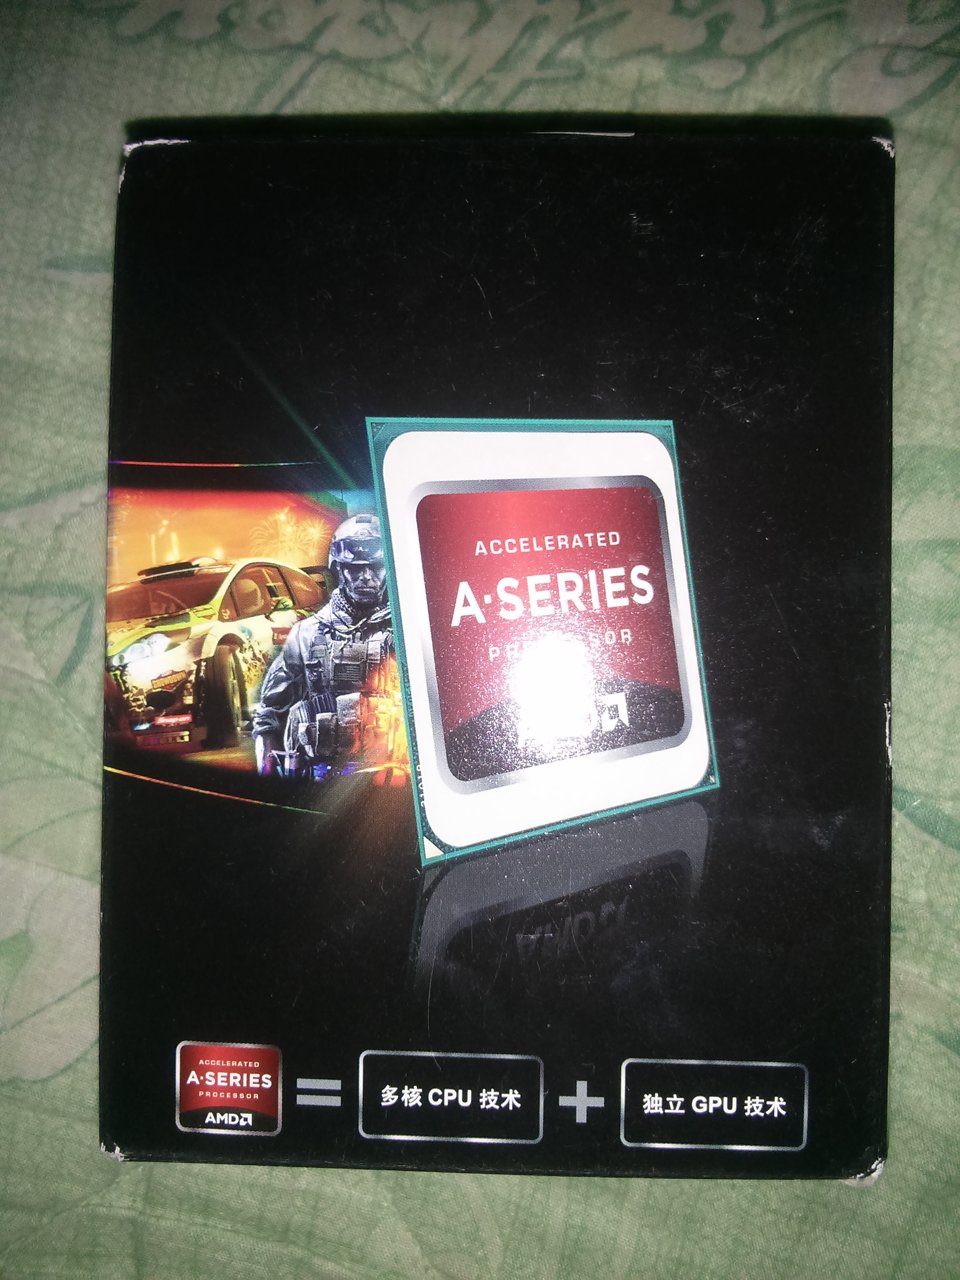 ACCELERATED
A·SERIES
ACCELERATED
A·SERIES
PROCESSOR
AMD
=
多核 CPU 技术
+
独立 GPU 技术